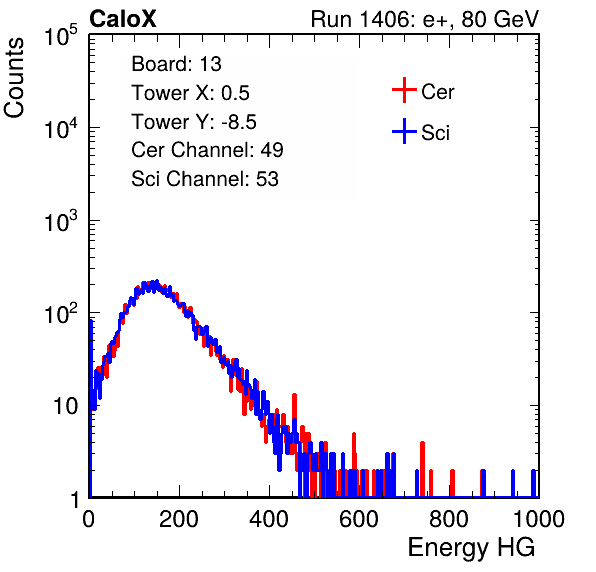 CaloX Run 1406: e+, 80 GeV
Board: 13
Tower X: 0.5
Tower Y: -8.5
Cer Channel: 49
Sci Channel: 53
Cer
Sci
Counts
10^5
10^4
10^3
10^2
10
1
0 200 400 600 800 1000
Energy HG